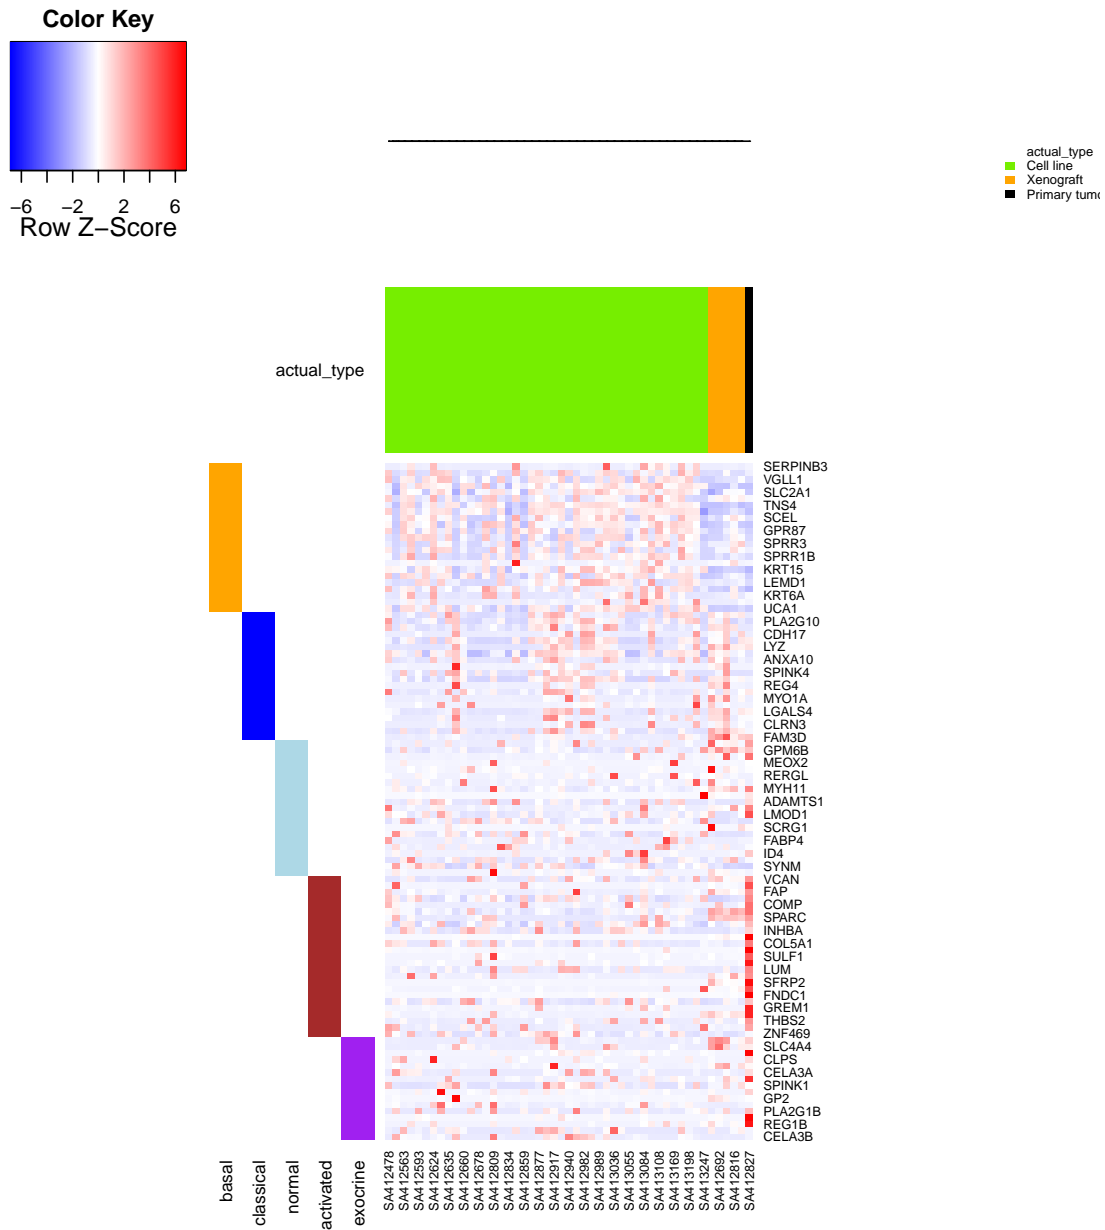 Color Key
−6 −2 2 6
Row Z−Score
actual_type
Cell line
Xenograft
Primary tumo
actual_type
SERPINB3
VGLL1
SLC2A1
TNS4
SCEL
GPR87
SPRR3
SPRR1B
KRT15
LEMD1
KRT6A
UCA1
PLA2G10
CDH17
LYZ
ANXA10
SPINK4
REG4
MYO1A
LGALS4
CLRN3
FAM3D
GPM6B
MEOX2
RERGL
MYH11
ADAMTS1
LMOD1
SCRG1
FABP4
ID4
SYNM
VCAN
FAP
COMP
SPARC
INHBA
COL5A1
SULF1
LUM
SFRP2
FNDC1
GREM1
THBS2
ZNF469
SLC4A4
CLPS
CELA3A
SPINK1
GP2
PLA2G1B
REG1B
CELA3B
basal
classical
normal
activated
exocrine
SA412478
SA412563
SA412593
SA412624
SA412635
SA412660
SA412678
SA412809
SA412834
SA412859
SA412877
SA412917
SA412940
SA412982
SA412989
SA413036
SA413055
SA413084
SA413108
SA413169
SA413198
SA413247
SA412692
SA412816
SA412827